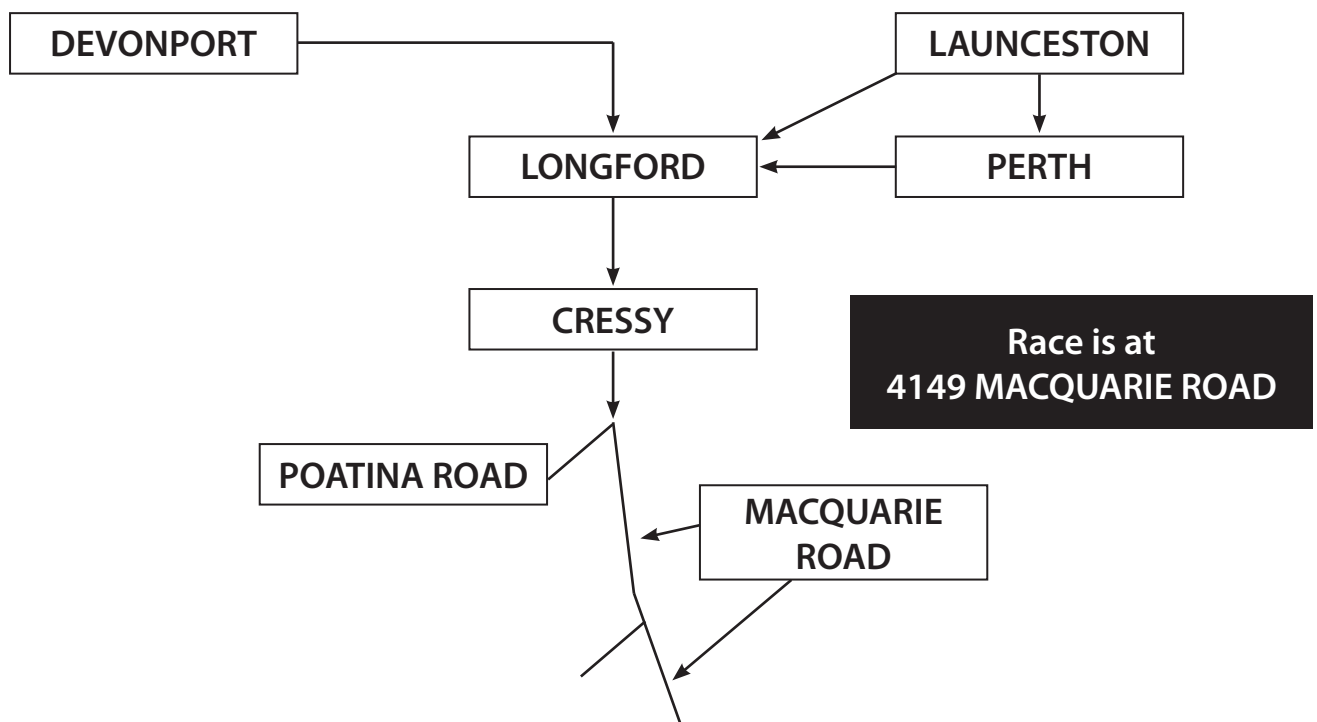 DEVONPORT
LAUNCESTON
LONGFORD
PERTH
CRESSY
Race is at
4149 MACQUARIE ROAD
POATINA ROAD
MACQUARIE
ROAD